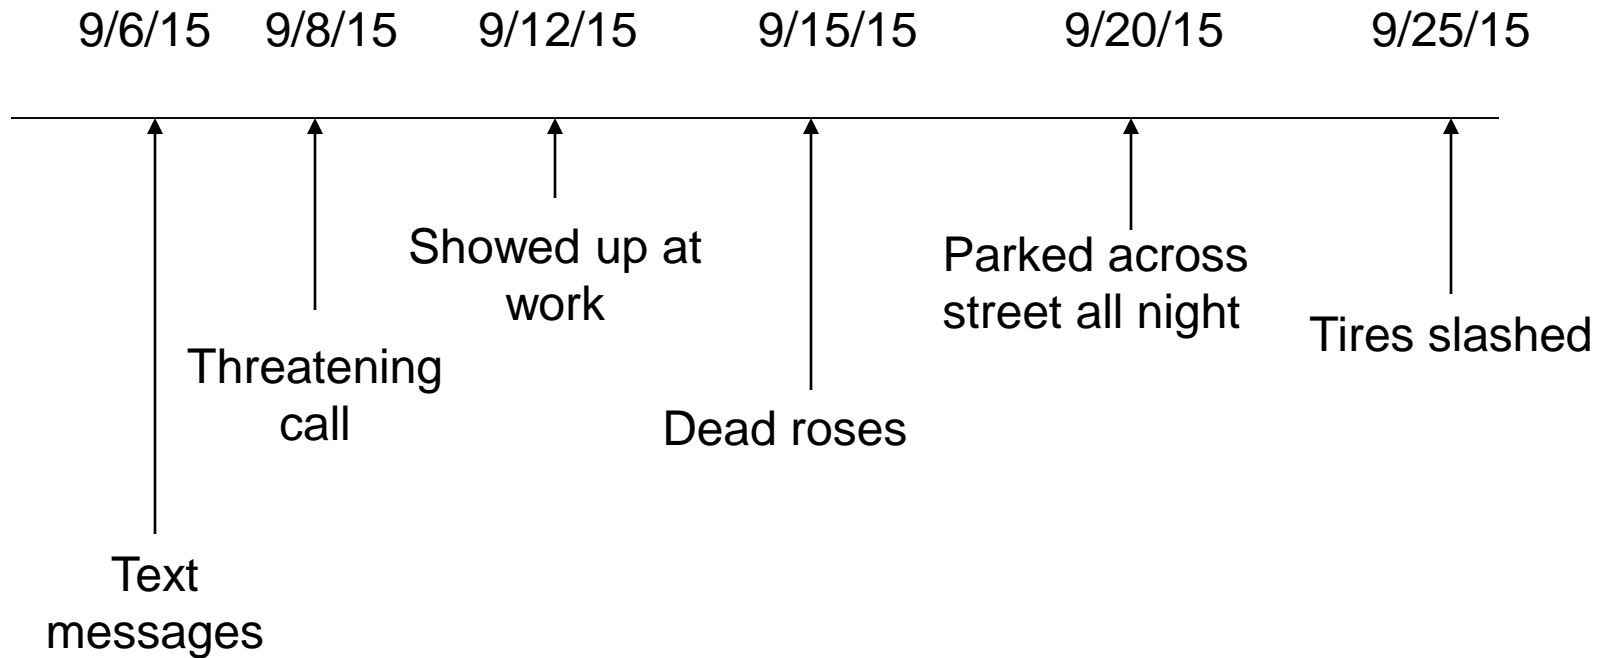 9/6/15 9/8/15 9/12/15 9/15/15 9/20/15 9/25/15
Showed up at
work
Parked across
street all night
Tires slashed
Threatening
call
Dead roses
Text
messages